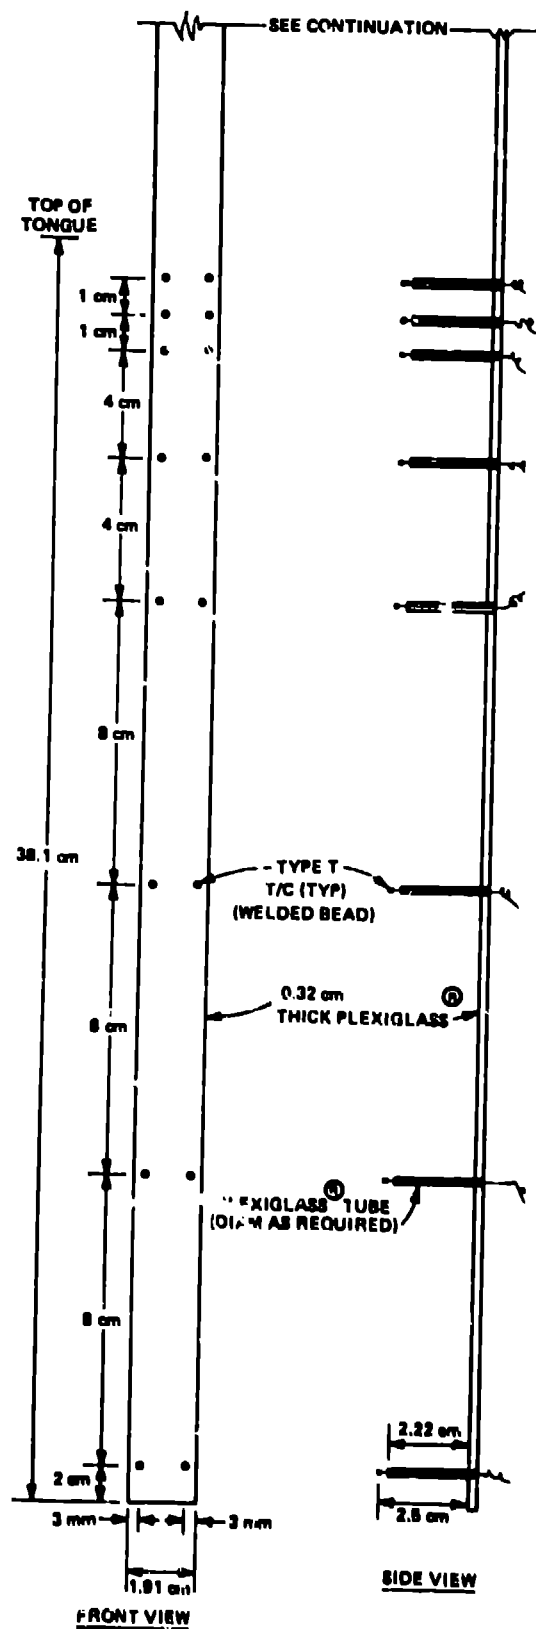 SEE CONTINUATION
TOP OF
TONGUE
1 cm
1 cm
4 cm
4 cm
8 cm
38.1 cm
TYPE T
T/C (TYP)
(WELDED BEAD)
8 cm
0.32 cm
THICK PLEXIGLASS ®
PLEXIGLASS ® TUBE
(DIAM AS REQUIRED)
8 cm
2.22 cm
2 cm
2.5 cm
3 mm
3 mm
1.91 cm
SIDE VIEW
FRONT VIEW